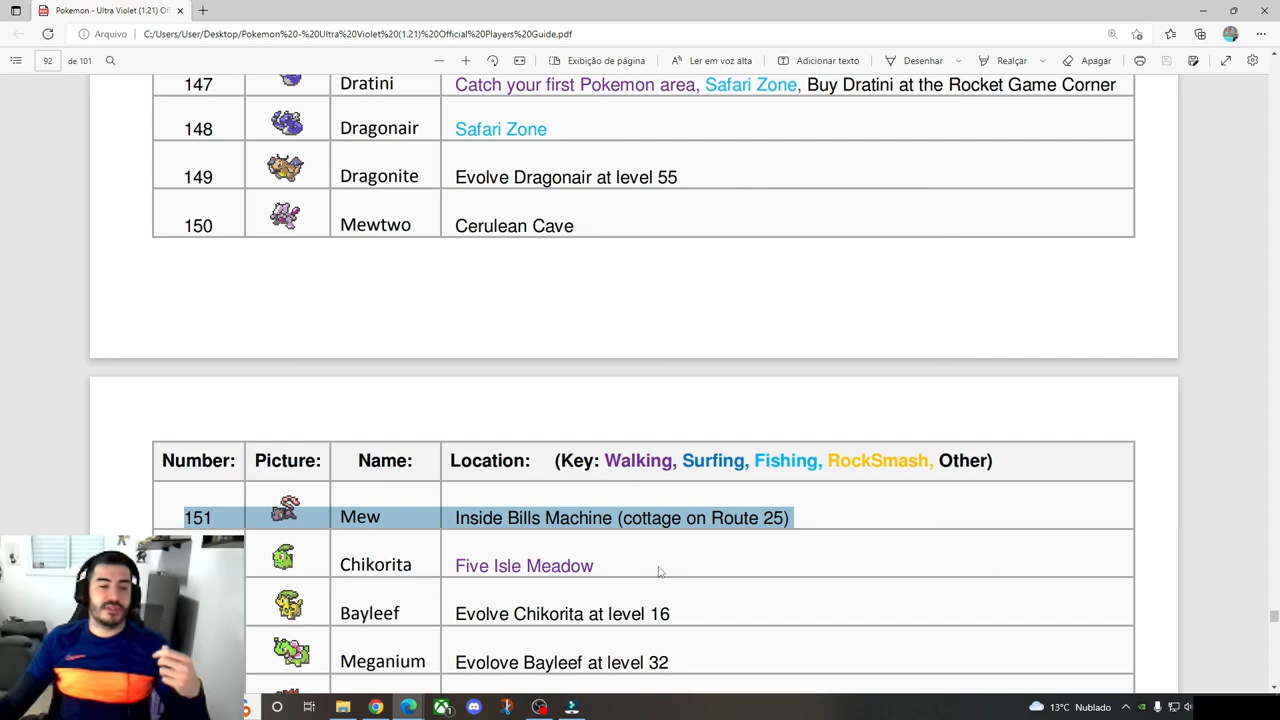 Pokemon - Ultra Violet (1.21) Of
Arquivo
C:/Users/User/Desktop/Pokemon%20-%20Ultra%20Violet%20(1.21)%20Official%20Players%20Guide.pdf
92 de 101
Exibição de página
Ler em voz alta
Adicionar texto
Desenhar
Realçar
Apagar
147 Dratini Catch your first Pokemon area, Safari Zone, Buy Dratini at the Rocket Game Corner
148 Dragonair Safari Zone
149 Dragonite Evolve Dragonair at level 55
150 Mewtwo Cerulean Cave
Number: Picture: Name: Location: (Key: Walking, Surfing, Fishing, RockSmash, Other)
151 Mew Inside Bills Machine (cottage on Route 25)
Chikorita Five Isle Meadow
Bayleef Evolve Chikorita at level 16
Meganium Evolove Bayleef at level 32
13°C Nublado